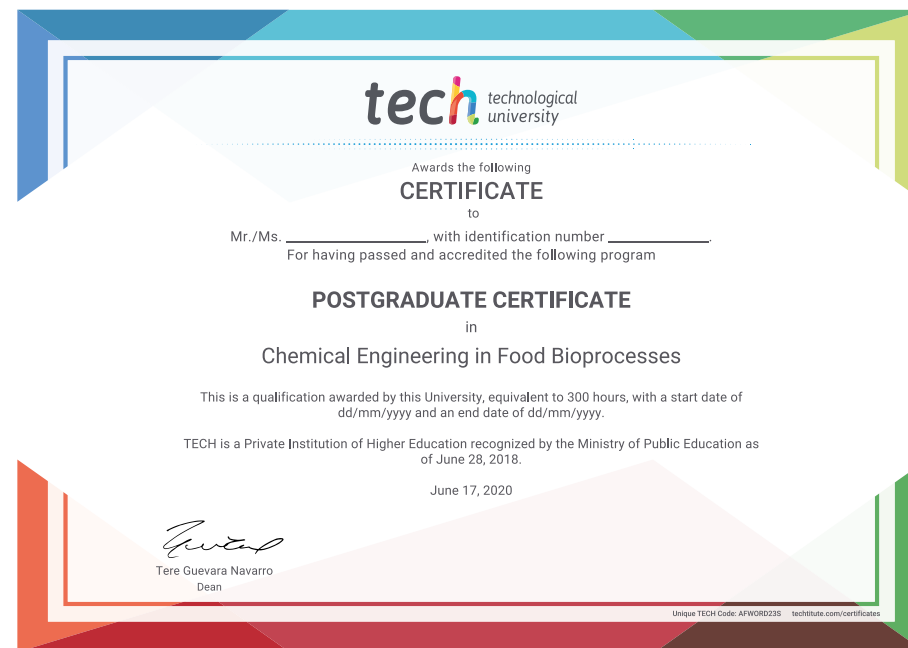 tech technological
university
Awards the following
CERTIFICATE
to
Mr./Ms. ____________________, with identification number ______________.
For having passed and accredited the following program
POSTGRADUATE CERTIFICATE
in
Chemical Engineering in Food Bioprocesses
This is a qualification awarded by this University, equivalent to 300 hours, with a start date of
dd/mm/yyyy and an end date of dd/mm/yyyy.
TECH is a Private Institution of Higher Education recognized by the Ministry of Public Education as
of June 28, 2018.
June 17, 2020
Tere Guevara Navarro
Dean
Unique TECH Code: AFWORD23S techtitute.com/certificates